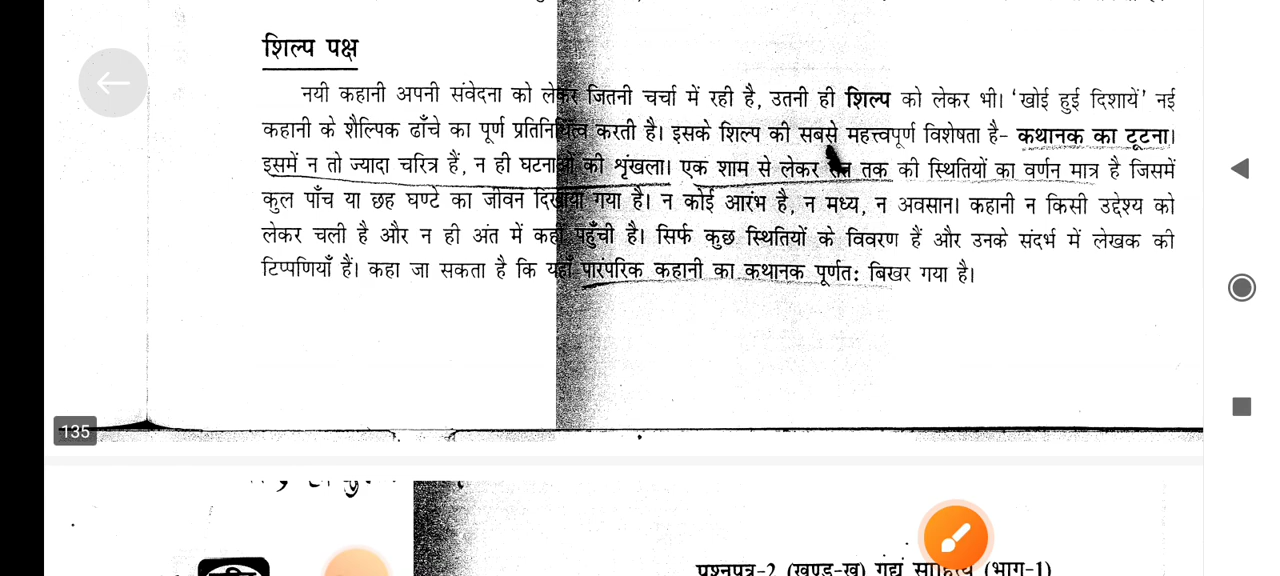 शिल्प पक्ष
नयी कहानी अपनी संवेदना को लेकर जितनी चर्चा में रही है, उतनी ही शिल्प को लेकर भी। 'खोई हुई दिशायें' नई
कहानी के शैल्पिक ढाँचे का पूर्ण प्रतिनिधित्व करती है। इसके शिल्प की सबसे महत्त्वपूर्ण विशेषता है- कथानक का टूटना।
इसमें न तो ज्यादा चरित्र हैं, न ही घटनाओं की शृंखला। एक शाम से लेकर रात तक की स्थितियों का वर्णन मात्र है जिसमें
कुल पाँच या छह घण्टे का जीवन दिखाया गया है। न कोई आरंभ है, न मध्य, न अवसान। कहानी न किसी उद्देश्य को
लेकर चली है और न ही अंत में कहीं पहुँची है। सिर्फ कुछ स्थितियों के विवरण हैं और उनके संदर्भ में लेखक की
टिप्पणियाँ हैं। कहा जा सकता है कि यहाँ पारंपरिक कहानी का कथानक पूर्णतः बिखर गया है।
135
प्रश्नपत्र-2 (खण्ड-ख) गद्य साहित्य (भाग-1)